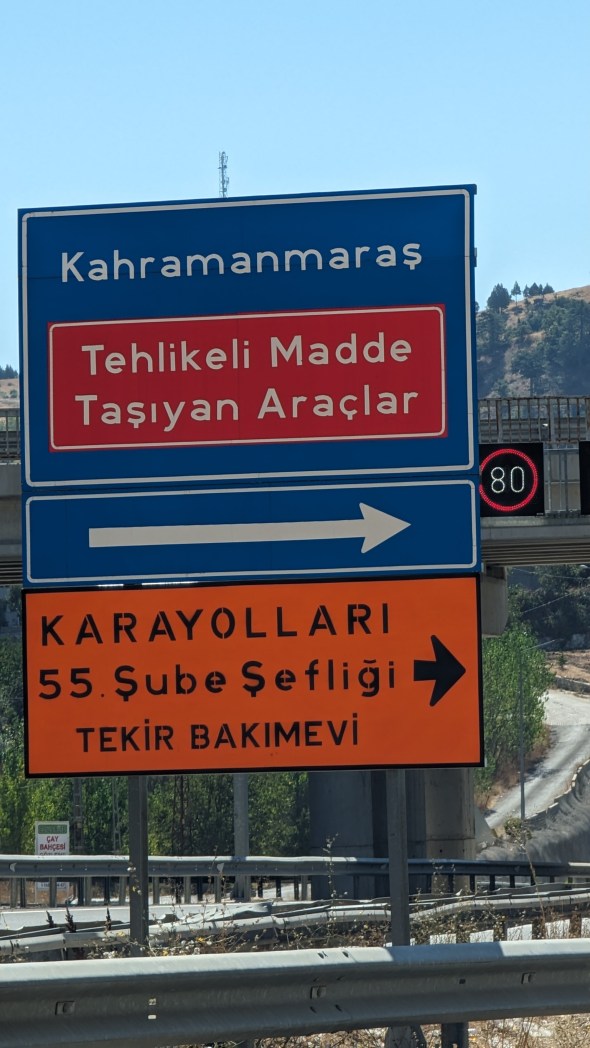 Kahramanmaraş
Tehlikeli Madde
Taşıyan Araçlar
80
KARAYOLLARI
55. Şube Şefliği
TEKİR BAKIMEVİ
ÇAY
BAHÇESİ